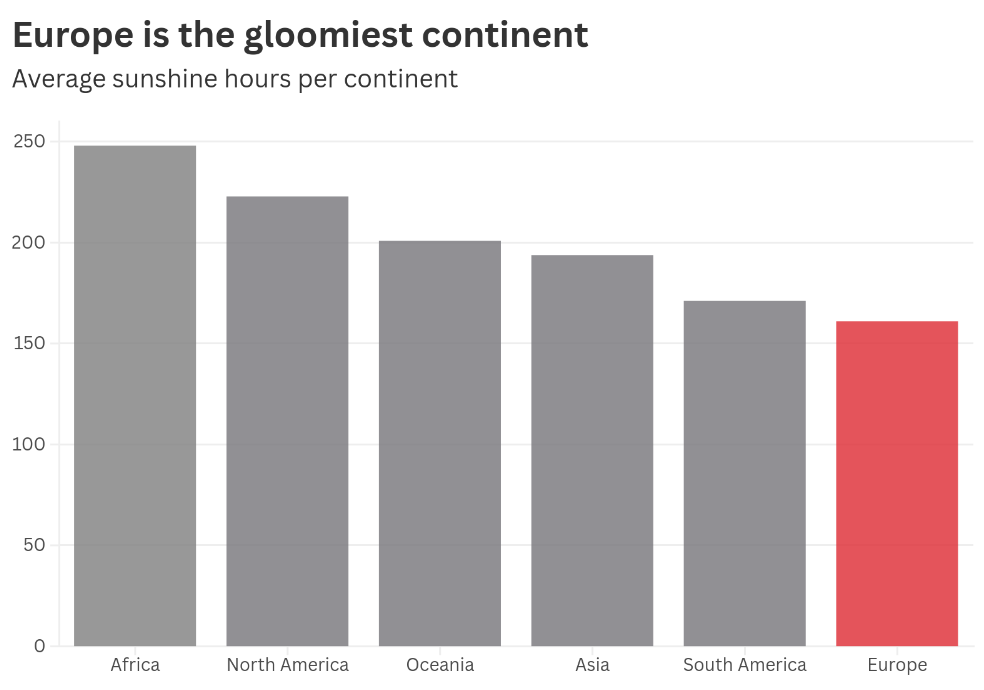 Europe is the gloomiest continent
Average sunshine hours per continent
250
200
150
100
50
0
Africa North America Oceania Asia South America Europe